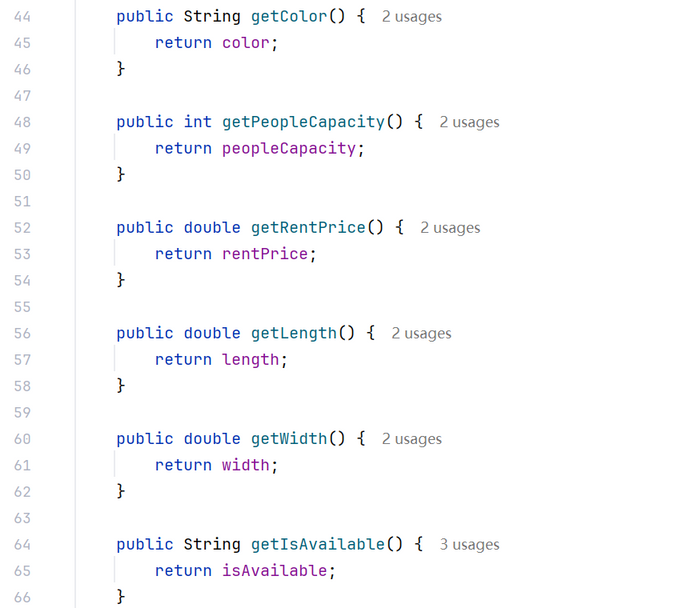 44 public String getColor() { 2 usages
45 return color;
46 }
47
48 public int getPeopleCapacity() { 2 usages
49 return peopleCapacity;
50 }
51
52 public double getRentPrice() { 2 usages
53 return rentPrice;
54 }
55
56 public double getLength() { 2 usages
57 return length;
58 }
59
60 public double getWidth() { 2 usages
61 return width;
62 }
63
64 public String getIsAvailable() { 3 usages
65 return isAvailable;
66 }